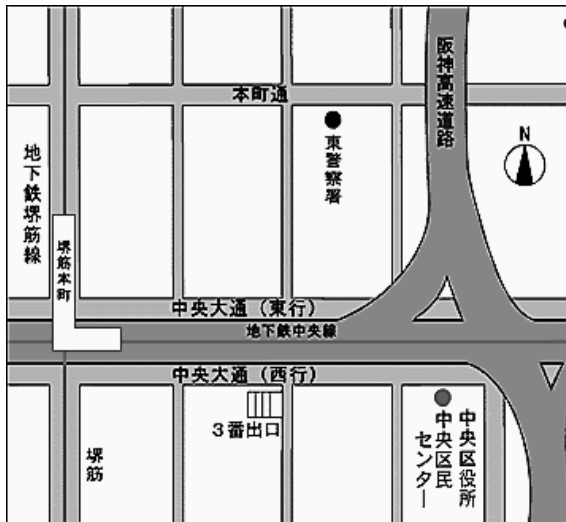 阪神高速道路
本町通
東警察署
N
地下鉄堺筋線
堺筋本町
中央大通（東行）
地下鉄中央線
中央大通（西行）
3番出口
中央区役所
中央区民
センター
堺筋